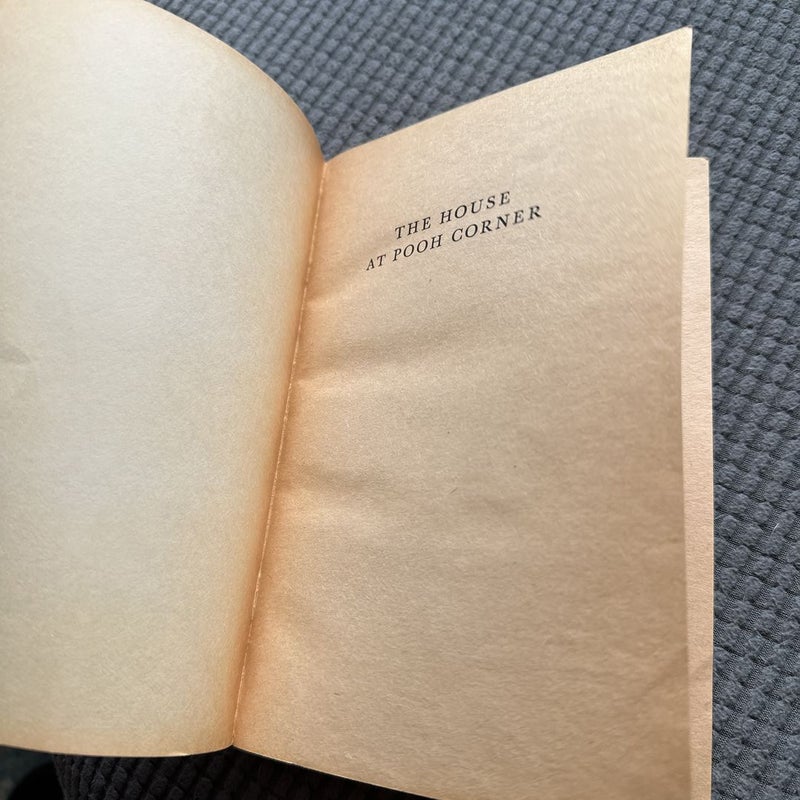 THE HOUSE
AT POOH CORNER